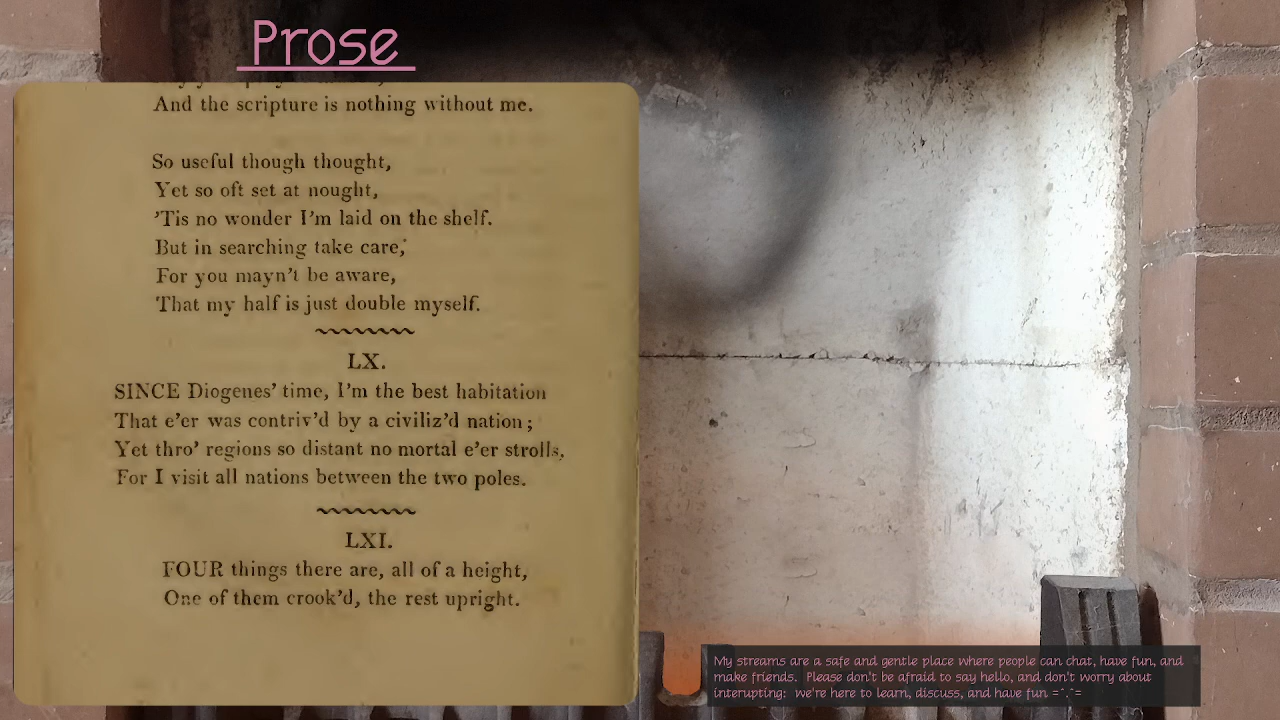 Prose
And the scripture is nothing without me.
So useful though thought,
Yet so oft set at nought,
'Tis no wonder I'm laid on the shelf.
But in searching take care,
For you mayn't be aware,
That my half is just double myself.
LX.
SINCE Diogenes' time, I'm the best habitation
That e'er was contriv'd by a civiliz'd nation;
Yet thro' regions so distant no mortal e'er strolls,
For I visit all nations between the two poles.
LXI.
FOUR things there are, all of a height,
One of them crook'd, the rest upright.
My streams are a safe and gentle place where people can chat, have fun, and
make friends. Please don't be afraid to say hello, and don't worry about
interupting: we're here to learn, discuss, and have fun =^.^=